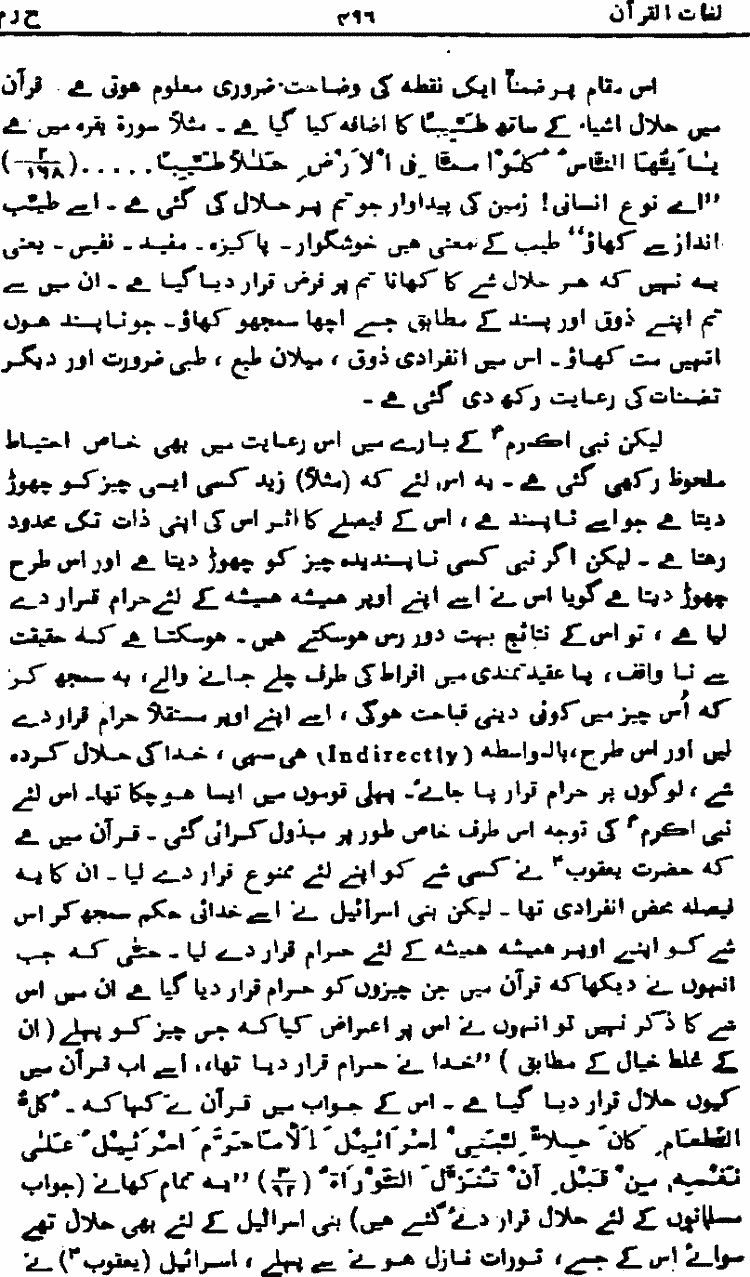 لغات القرآن ۴۹۶ ح ر م
اس مقام پر ضمناً ایک نقطہ کی وضاحت ضروری معلوم ہوتی ہے۔ قرآن
میں حلال اشیاء کے ساتھ طَیِّبًا کا اضافہ کیا گیا ہے ۔ مثلاً سورۃ بقرہ میں ہے
یٰٓاَیُّھَا النَّاسُ کُلُوْا مِمَّا فِی الْاَرْضِ حَلٰلًا طَیِّبًا.....(۲/۱۶۸)
”اے نوع انسانی! زمین کی پیداوار جو تم پر حلال کی گئی ہے ۔ اسے طیّب
انداز سے کھاؤ“ طیب کے معنی ہیں خوشگوار ۔ پاکیزہ ۔ مفید ۔ نفیس ۔ یعنی
یہ نہیں کہ ہر حلال شے کا کھانا تم پر فرض قرار دیا گیا ہے ۔ ان میں سے
تم اپنے ذوق اور پسند کے مطابق جسے اچھا سمجھو کھاؤ۔ جو ناپسند ہوں
انہیں مت کھاؤ ۔ اس میں انفرادی ذوق ، میلان طبع ، طبی ضرورت اور دیگر
تضمنات کی رعایت رکھ دی گئی ہے ۔
لیکن نبی اکرمؐ کے بارے میں اس رعایت میں بھی خاص احتیاط
ملحوظ رکھی گئی ہے ۔ یہ اس لئے کہ (مثلاً) زید کسی ایسی چیز کو چھوڑ
دیتا ہے جو اسے ناپسند ہے ، اس کے فیصلے کا اثر اس کی اپنی ذات تک محدود
رہتا ہے ۔ لیکن اگر نبی کسی ناپسندیدہ چیز کو چھوڑ دیتا ہے اور اس طرح
چھوڑ دیتا ہے گویا اس نے اسے اپنے اوپر ہمیشہ ہمیشہ کے لئے حرام قرار دے
لیا ہے ، تو اس کے نتائج بہت دور رس ہوسکتے ہیں ۔ ہوسکتا ہے کہ حقیقت
سے نا واقف ، یا عقیدتمندی میں افراط کی طرف چلے جانے والے، یہ سمجھ کر
کہ اُس چیز میں کوئی دینی قباحت ہوگی ، اسے اپنے اوپر مستقلاً حرام قرار دے
لیں اور اس طرح ،بالواسطہ (Indirectly) ہی سہی ، خدا کی حلال کردہ
شے ، لوگوں پر حرام قرار پا جائے۔ پہلی قوموں میں ایسا ہوچکا تھا۔ اس لئے
نبی اکرمؐ کی توجہ اس طرف خاص طور پر مبذول کرائی گئی ۔ قرآن میں ہے
کہ حضرت یعقوبؑ نے کسی شے کو اپنے لئے ممنوع قرار دے لیا ۔ ان کا یہ
فیصلہ محض انفرادی تھا ۔ لیکن بنی اسرائیل نے اسے خدائی حکم سمجھ کر اس
شے کو اپنے اوپر ہمیشہ ہمیشہ کے لئے حرام قرار دے لیا ۔ حتّٰی کہ جب
انہوں نے دیکھا کہ قرآن میں جن چیزوں کو حرام قرار دیا گیا ہے ان میں اس
شے کا ذکر نہیں تو انہوں نے اس پر اعتراض کیا کہ جس چیز کو پہلے ( ان
کے غلط خیال کے مطابق ) ”خدا نے حرام قرار دیا تھا،، اسے اب قرآن میں
کیوں حلال قرار دیا گیا ہے ۔ اس کے جواب میں قرآن نے کہا کہ ۔ کُلُّ
الطَّعَامِ کَانَ حِلًّا لِّبَنِیْ اِسْرَائِیْلَ اِلَّا مَا حَرَّمَ اِسْرَئِیْلُ عَلٰی
نَفْسِہٖ مِنْ قَبْلِ اَنْ تُنَزَّلَ التَّوْرَاۃُ (۳/۹۲) ”یہ تمام کھانے (جواب
مسلمانوں کے لئے حلال قرار دئے گئے ہیں) بنی اسرائیل کے لئے بھی حلال تھے
سوائے اس کے جسے ، تورات نازل ہونے سے پہلے ، اسرائیل (یعقوبؑ) نے